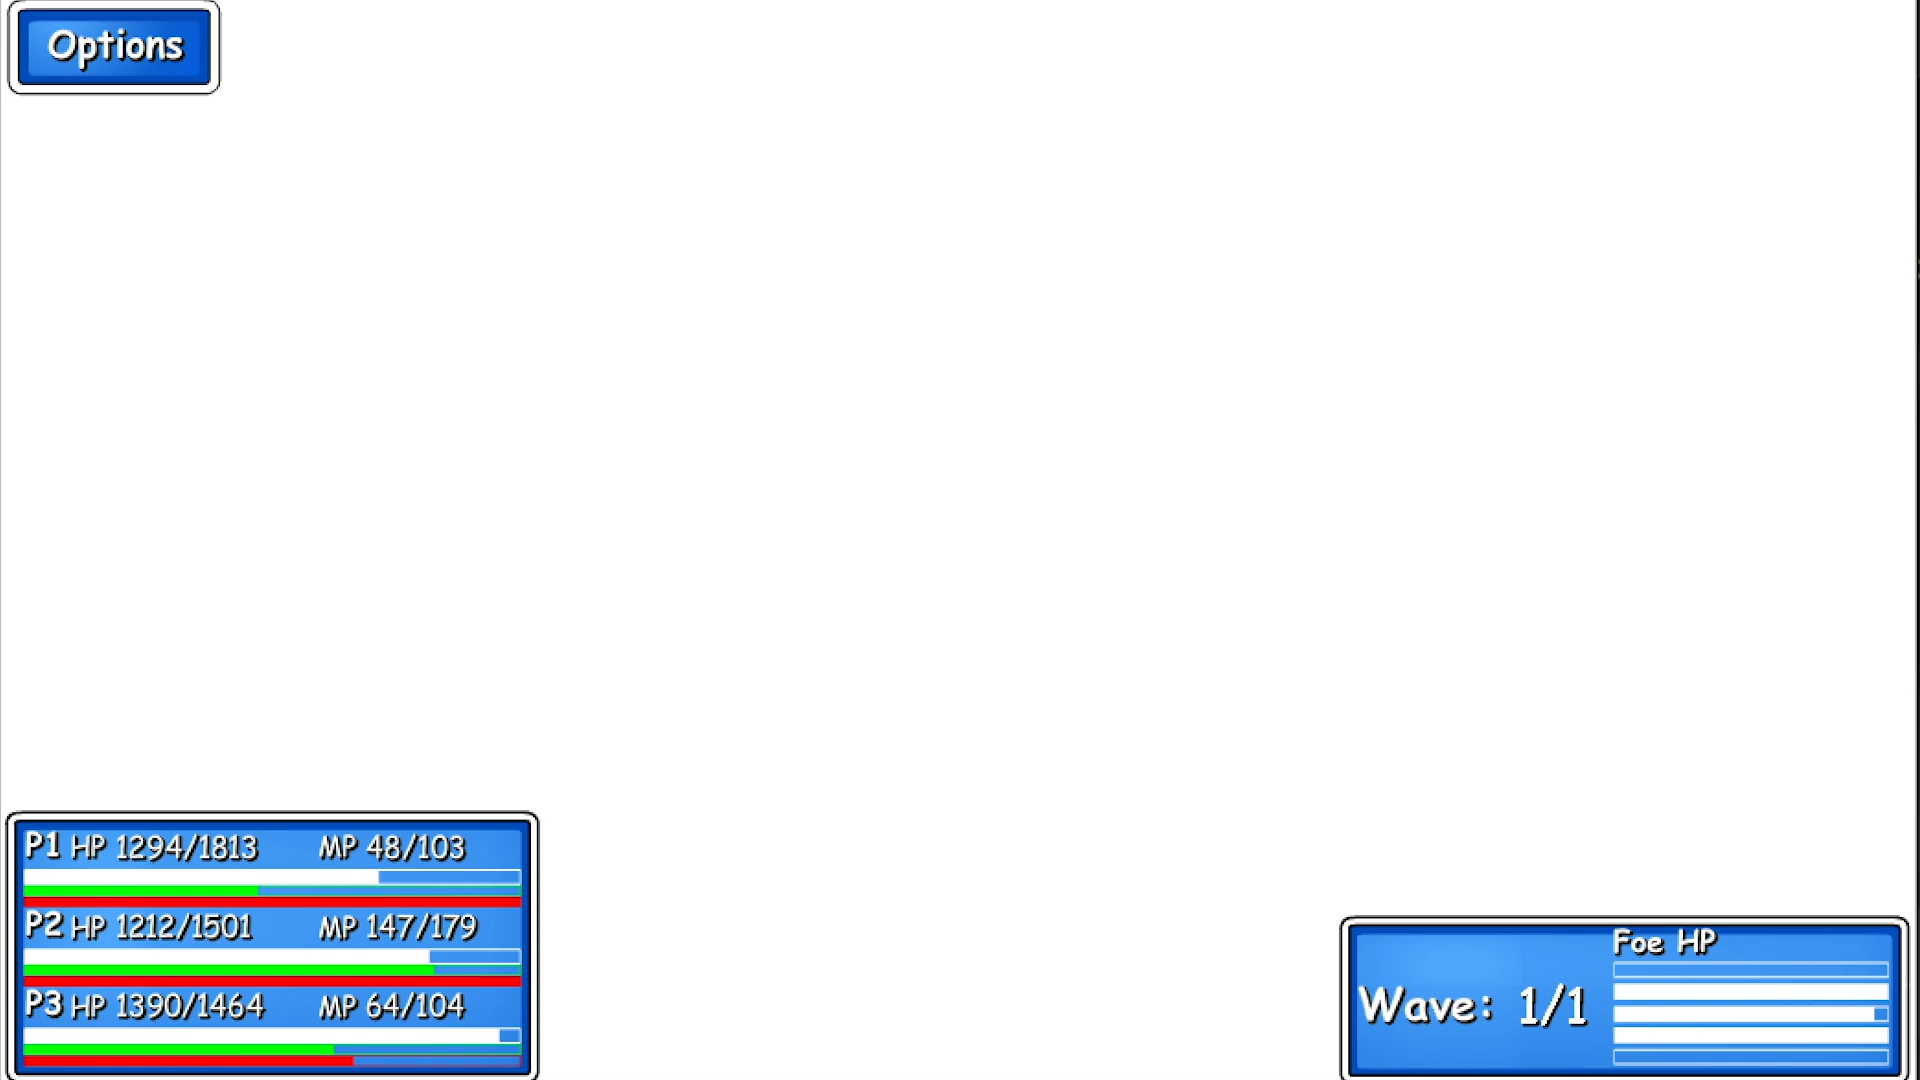 Options
P1 HP 1294/1813 MP 48/103
P2 HP 1212/1501 MP 147/179
P3 HP 1390/1464 MP 64/104
Foe HP
Wave: 1/1